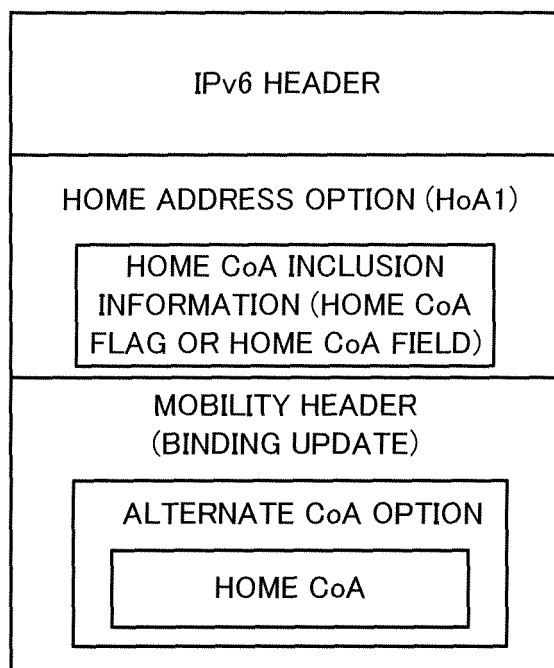 IPv6 HEADER
HOME ADDRESS OPTION (HoA1)
HOME CoA INCLUSION
INFORMATION (HOME CoA
FLAG OR HOME CoA FIELD)
MOBILITY HEADER
(BINDING UPDATE)
ALTERNATE CoA OPTION
HOME CoA